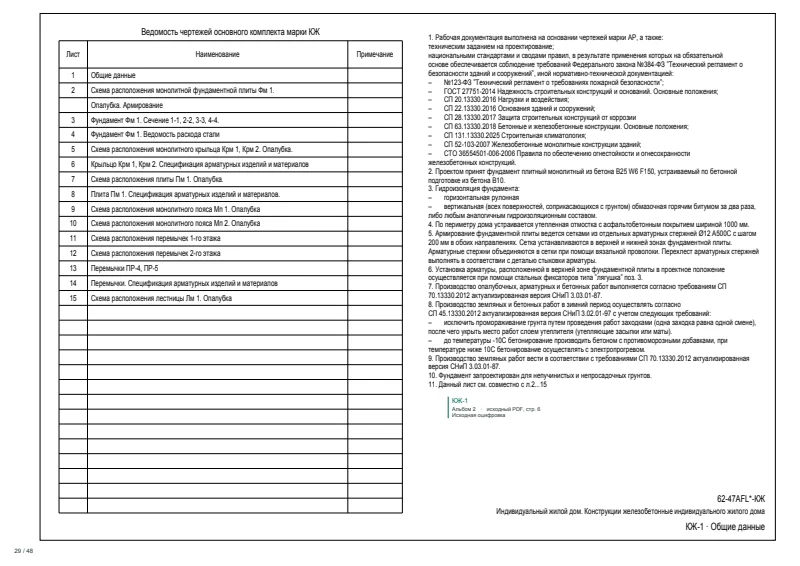 Ведомость чертежей основного комплекта марки КЖ
Лист Наименование Примечание
1 Общие данные
2 Схема расположения монолитной фундаментной плиты Фм 1.
Опалубка. Армирование
3 Фундамент Фм 1. Сечение 1-1, 2-2, 3-3, 4-4.
4 Фундамент Фм 1. Ведомость расхода стали
5 Схема расположения монолитного крыльца Крм 1, Крм 2. Опалубка.
6 Крыльцо Крм 1, Крм 2. Спецификация арматурных изделий и материалов
7 Схема расположения плиты Пм 1. Опалубка.
8 Плита Пм 1. Спецификация арматурных изделий и материалов.
9 Схема расположения монолитного пояса Мп 1. Опалубка
10 Схема расположения монолитного пояса Мп 2. Опалубка
11 Схема расположения перемычек 1-го этажа
12 Схема расположения перемычек 2-го этажа
13 Перемычки ПР-4, ПР-5
14 Перемычки. Спецификация арматурных изделий и материалов
15 Схема расположения лестницы Лм 1. Опалубка
1. Рабочая документация выполнена на основании чертежей марки АР, а также:
техническим заданием на проектирование;
национальными стандартами и сводами правил, в результате применения которых на обязательной
основе обеспечивается соблюдение требований Федерального закона №384-ФЗ "Технический регламент о
безопасности зданий и сооружений", иной нормативно-технической документацией:
– №123-ФЗ "Технический регламент о требованиях пожарной безопасности";
– ГОСТ 27751-2014 Надежность строительных конструкций и оснований. Основные положения;
– СП 20.13330.2016 Нагрузки и воздействия;
– СП 22.13330.2016 Основания зданий и сооружений;
– СП 28.13330.2017 Защита строительных конструкций от коррозии
– СП 63.13330.2018 Бетонные и железобетонные конструкции. Основные положения;
– СП 131.13330.2025 Строительная климатология;
– СП 52-103-2007 Железобетонные монолитные конструкции зданий;
– СТО 36554501-006-2006 Правила по обеспечению огнестойкости и огнесохранности
железобетонных конструкций.
2. Проектом принят фундамент плитный монолитный из бетона В25 W6 F150, устраиваемый по бетонной
подготовке из бетона В10.
3. Гидроизоляция фундамента:
– горизонтальная рулонная
– вертикальная (всех поверхностей, соприкасающихся с грунтом) обмазочная горячим битумом за два раза,
либо любым аналогичным гидроизоляционным составом.
4. По периметру дома устраивается утепленная отмостка с асфальтобетонным покрытием шириной 1000 мм.
5. Армирование фундаментной плиты ведется сетками из отдельных арматурных стержней Ø12 А500С с шагом
200 мм в обоих направлениях. Сетка устанавливаются в верхней и нижней зонах фундаментной плиты.
Арматурные стержни объединяются в сетки при помощи вязальной проволоки. Перехлест арматурных стержней
выполнять в соответствии с деталью стыковки арматуры.
6. Установка арматуры, расположенной в верхней зоне фундаментной плиты в проектное положение
осуществляется при помощи стальных фиксаторов типа "лягушка" поз. 3.
7. Производство опалубочных, арматурных и бетонных работ выполняется согласно требованиям СП
70.13330.2012 актуализированная версия СНиП 3.03.01-87.
8. Производство земляных и бетонных работ в зимний период осуществлять согласно
СП 45.13330.2012 актуализированная версия СНиП 3.02.01-97 с учетом следующих требований:
– исключить промораживание грунта путем проведения работ заходками (одна заходка равна одной смене),
после чего укрыть место работ слоем утеплителя (утепляющие засыпки или маты).
– до температуры -10С бетонирование производить бетоном с противоморозными добавками, при
температуре ниже 10С бетонирование осуществлять с электропрогревом.
9. Производство земляных работ вести в соответствии с требованиями СП 70.13330.2012 актуализированная
версия СНиП 3.03.01-87.
10. Фундамент запроектирован для непучинистых и непросадочных грунтов.
11. Данный лист см. совместно с л.2...15
КЖ-1
Альбом 2 · исходный PDF, стр. 6
Исходная оцифровка
62-47AFL*-КЖ
Индивидуальный жилой дом. Конструкции железобетонные индивидуального жилого дома
КЖ-1 · Общие данные
29 / 48